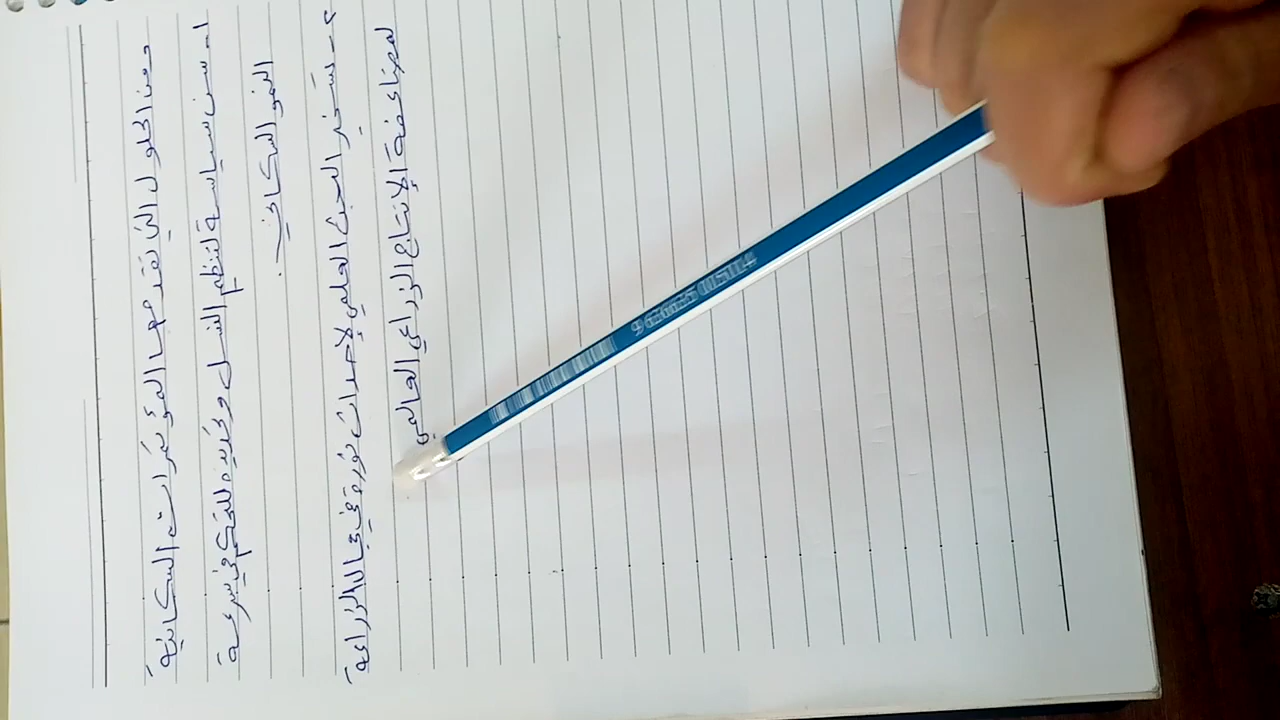 ومن الحلول التي تقدمها المؤتمرات السكانية
١- سن سياسة لتنظيم النسل وتحديده للتحكم في سرعة
النمو السكاني.
٢- تسخير البحث العلمي لإحداث ثورة في مجال الزراعة
لمضاعفة الإنتاج الزراعي العالمي